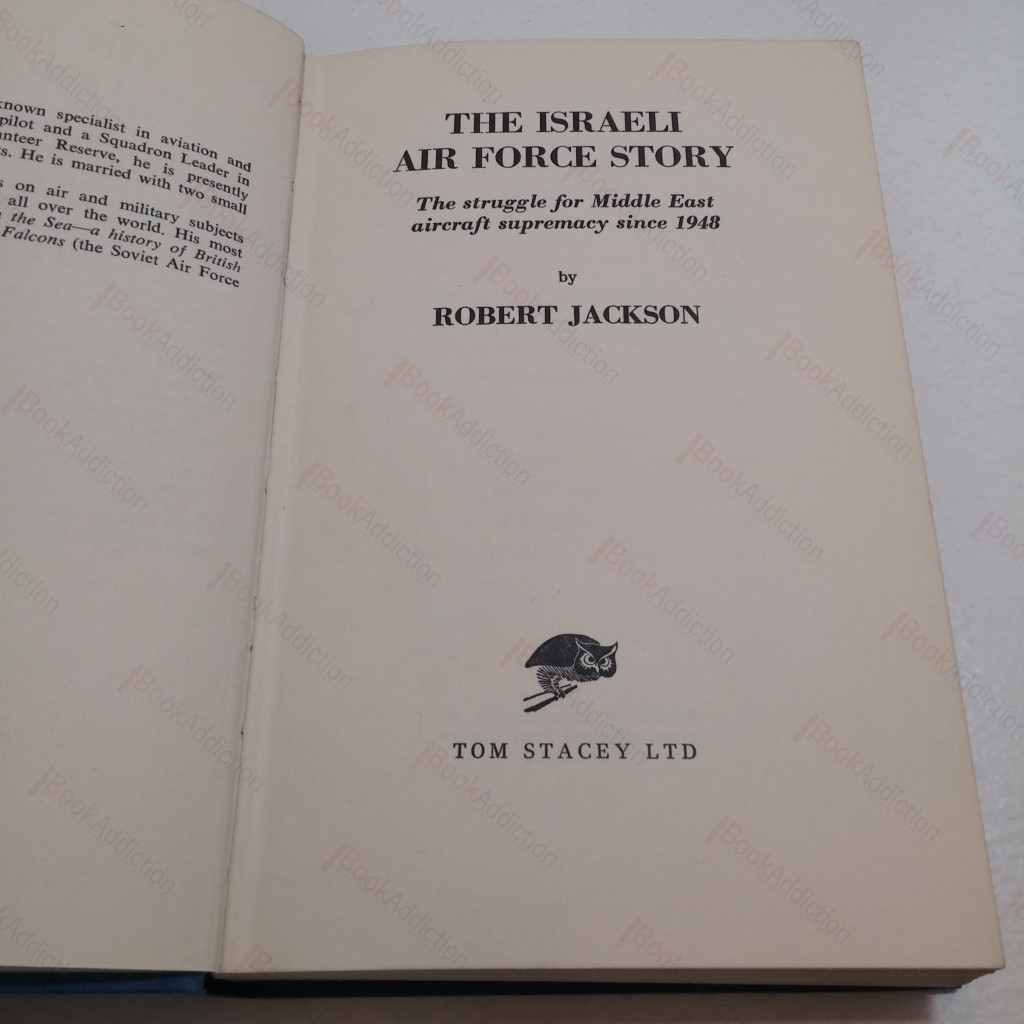 known specialist in aviation and
pilot and a Squadron Leader in
Reserve, he is presently
He is married with two small
on air and military subjects
all over the world. His most
the Sea—a history of British
Falcons (the Soviet Air Force
THE ISRAELI
AIR FORCE STORY
The struggle for Middle East
aircraft supremacy since 1948
by
ROBERT JACKSON
TOM STACEY LTD
BookAddiction